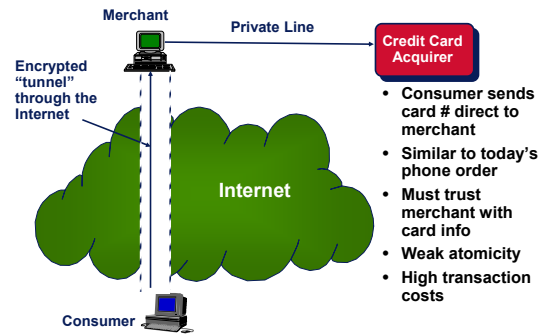 Merchant
Private Line
Credit Card
Acquirer
Encrypted
“tunnel”
through the
Internet
Internet
Consumer
• Consumer sends
card # direct to
merchant
• Similar to today’s
phone order
• Must trust
merchant with
card info
• Weak atomicity
• High transaction
costs